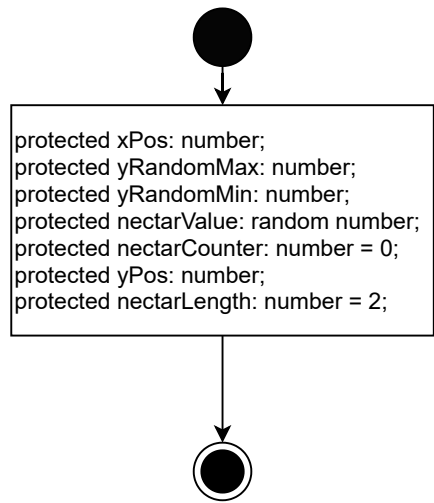 protected xPos: number;
protected yRandomMax: number;
protected yRandomMin: number;
protected nectarValue: random number;
protected nectarCounter: number = 0;
protected yPos: number;
protected nectarLength: number = 2;